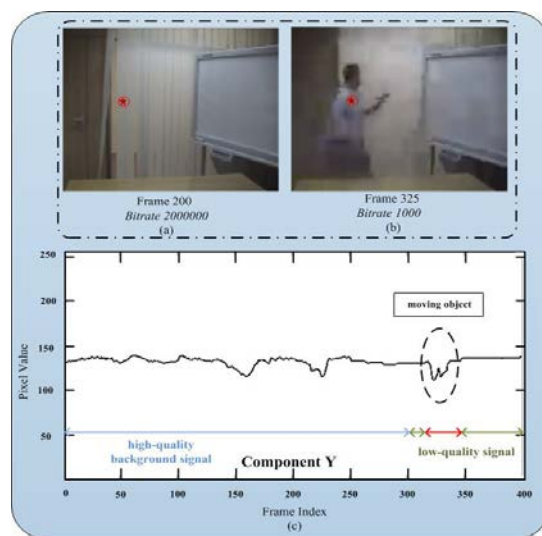 Frame 200
Bitrate 2000000
(a)
Frame 325
Bitrate 1000
(b)
250
200
150
100
50
Pixel Value
moving object
high-quality
background signal
low-quality signal
Component Y
0 50 100 150 200 250 300 350 400
Frame Index
(c)